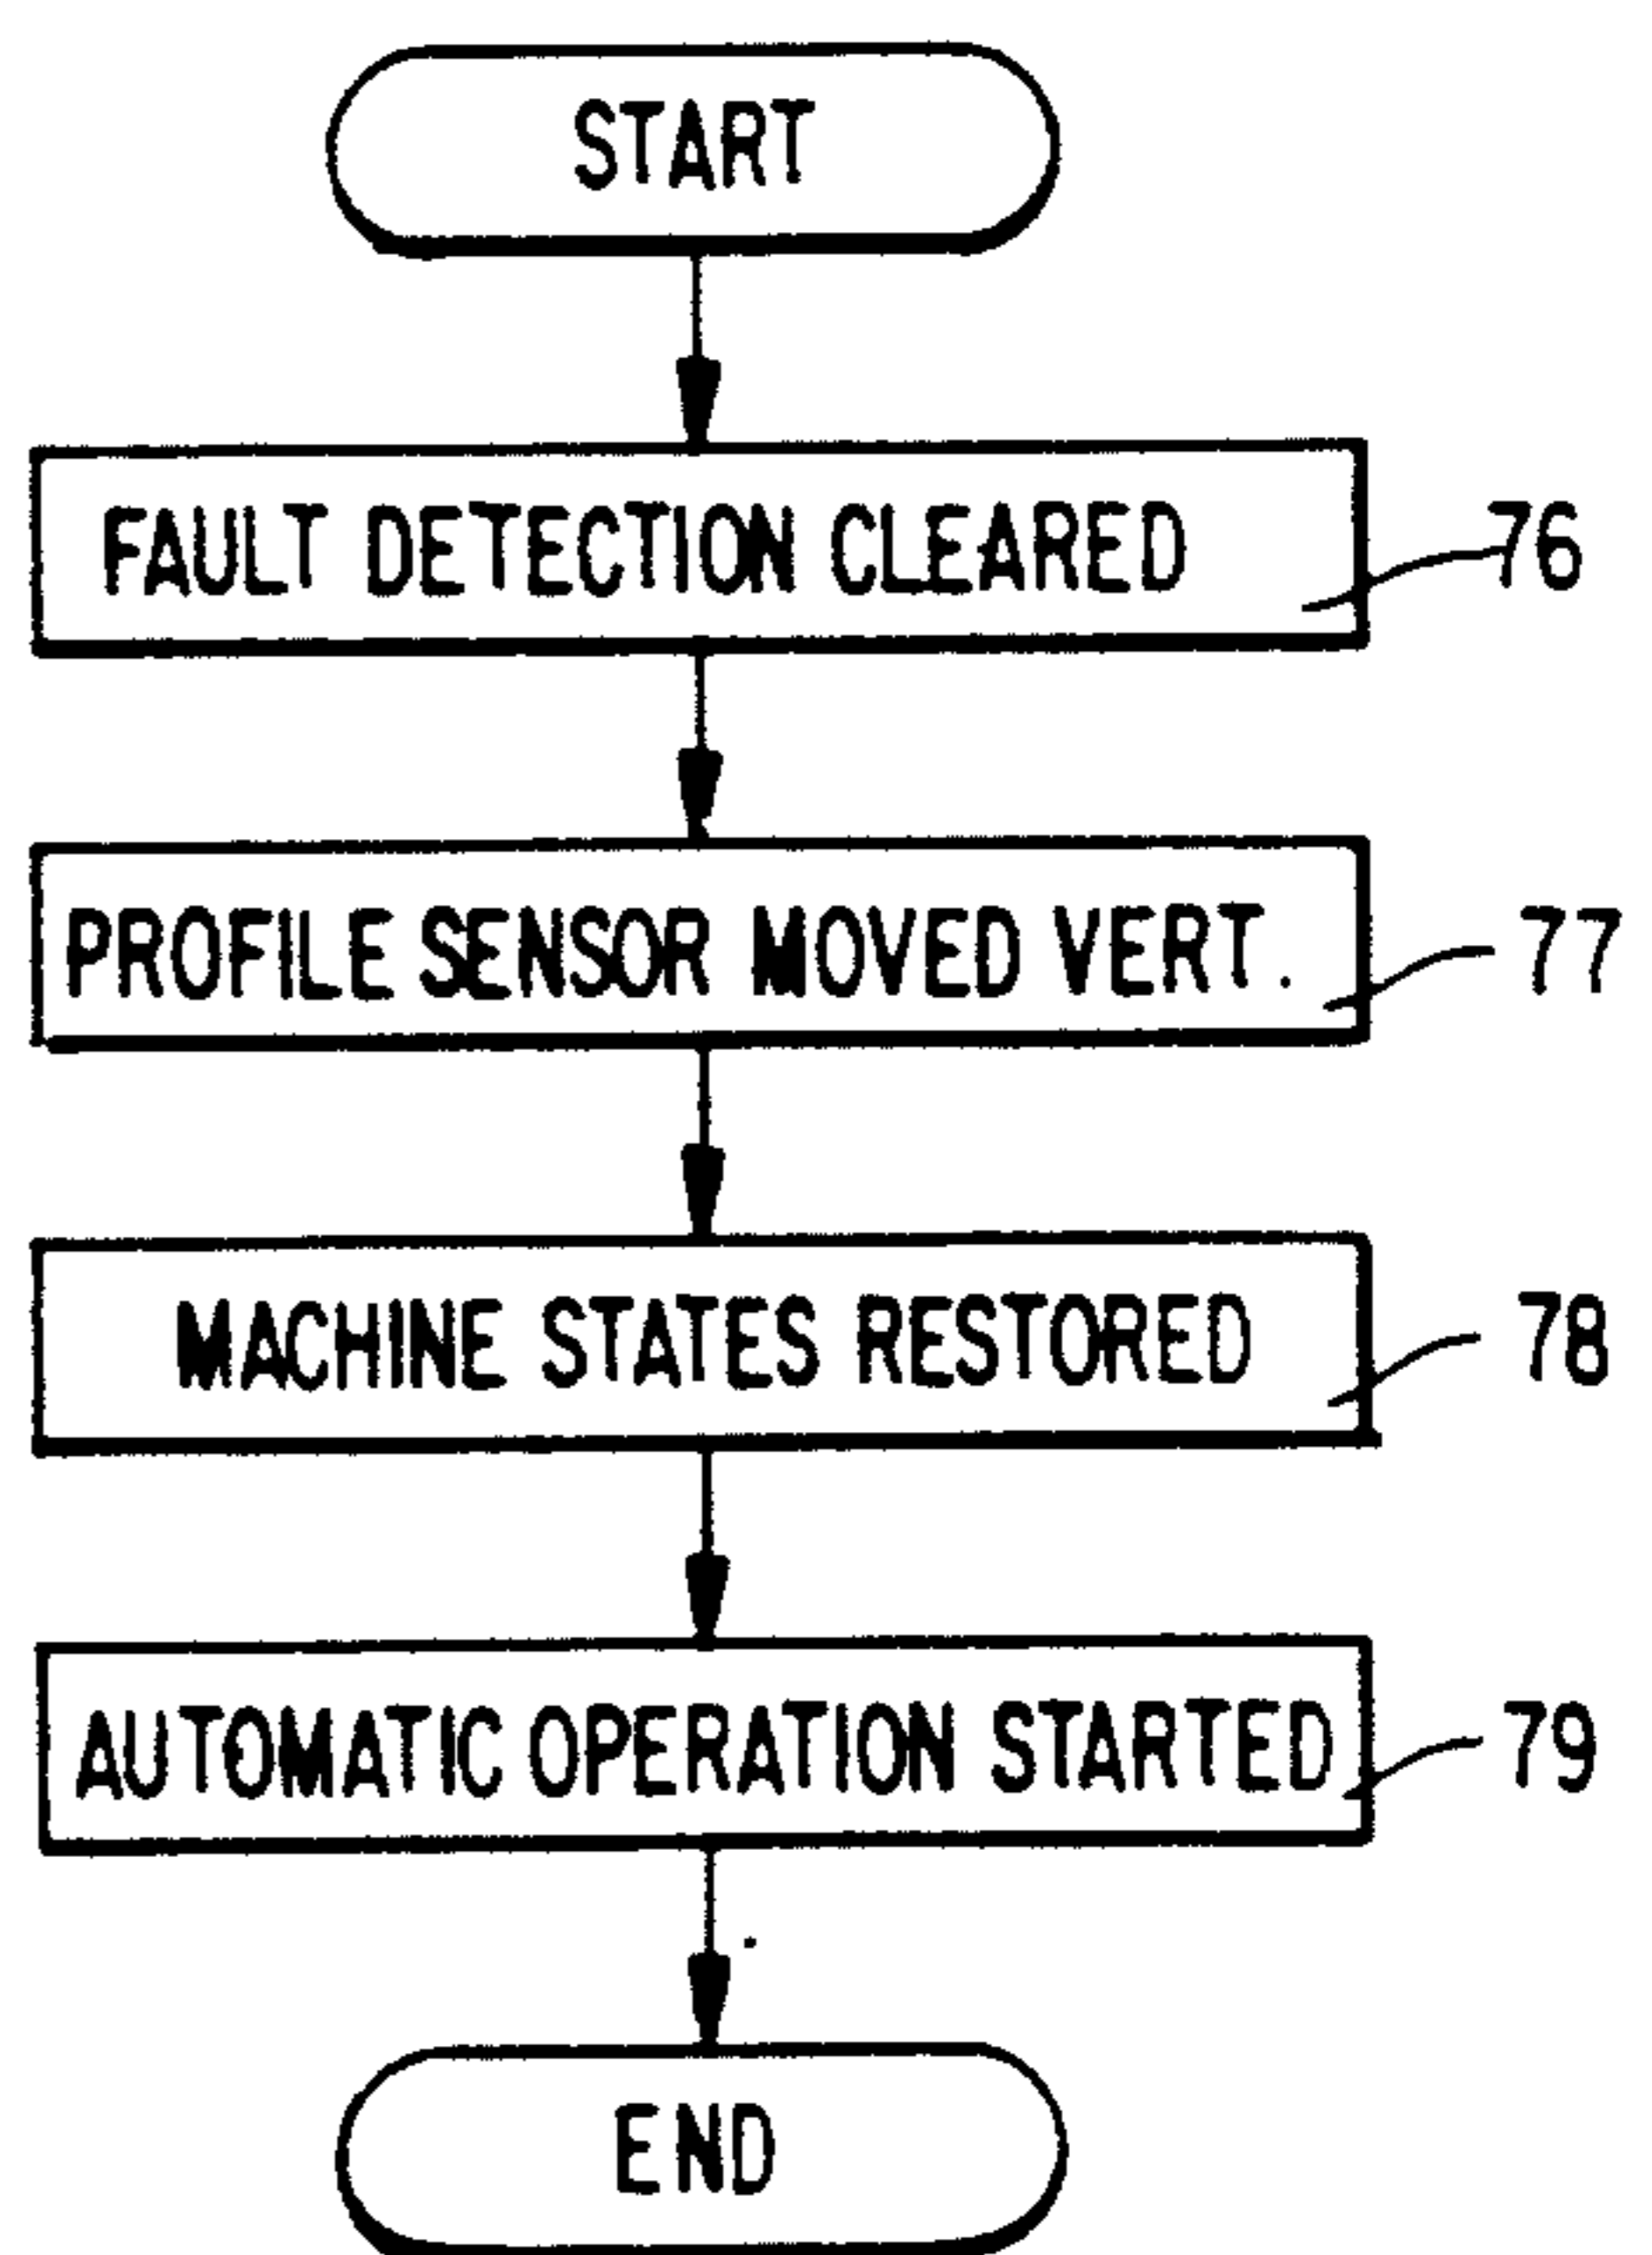 START
FAULT DETECTION CLEARED
76
PROFILE SENSOR MOVED VERT.
77
MACHINE STATES RESTORED
78
AUTOMATIC OPERATION STARTED
79
END